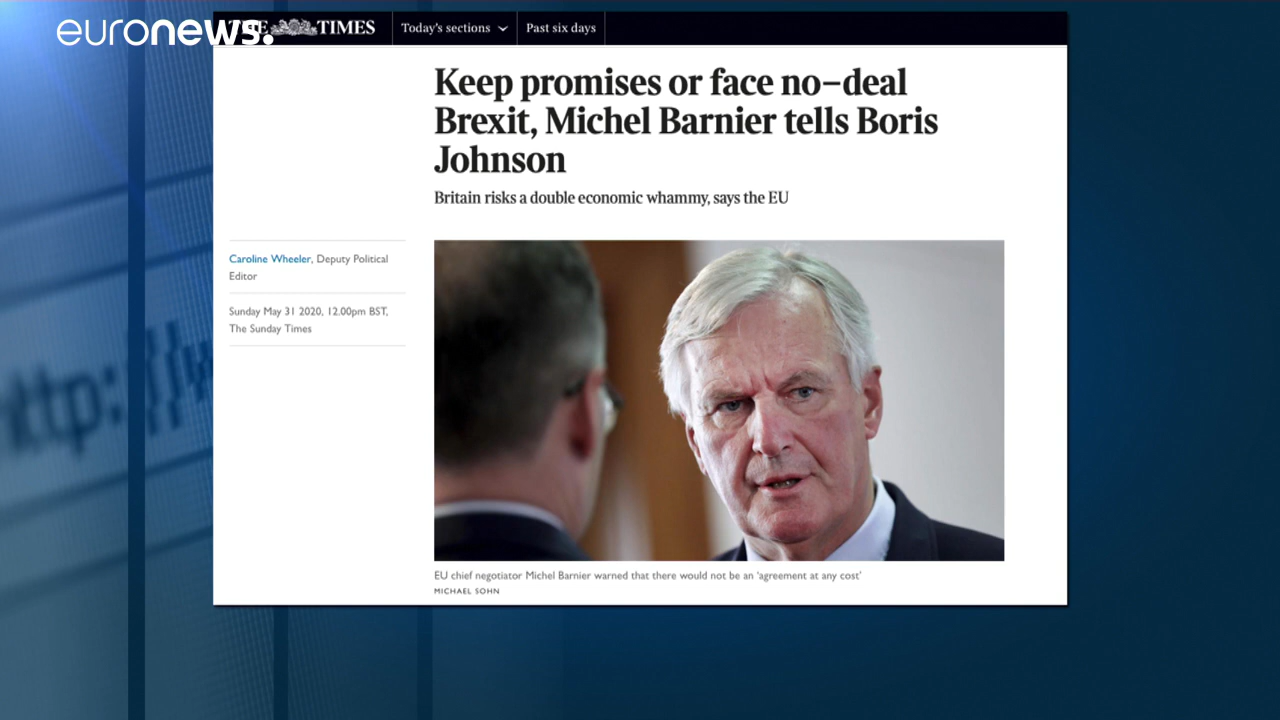 euronews.
THE TIMES
Today's sections
Past six days
Keep promises or face no–deal
Brexit, Michel Barnier tells Boris
Johnson
Britain risks a double economic whammy, says the EU
Caroline Wheeler, Deputy Political
Editor
Sunday May 31 2020, 12.00pm BST,
The Sunday Times
EU chief negotiator Michel Barnier warned that there would not be an 'agreement at any cost'
MICHAEL SOHN
http: